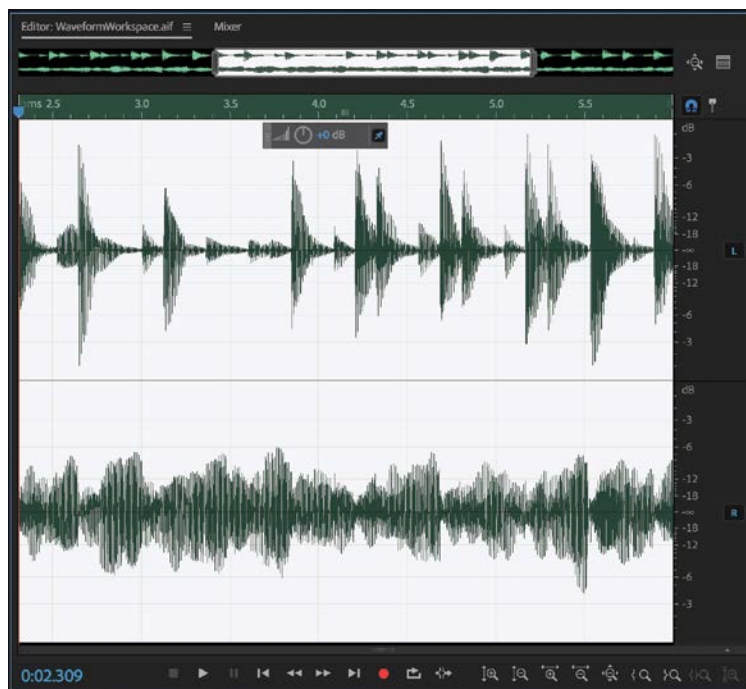 Editor: WaveformWorkspace.aif ≡ Mixer
hms 2.5 3.0 3.5 4.0 4.5 5.0 5.5
+0 dB
dB
-3
-6
-12
-18
-∞
-18
-12
-6
-3
L
dB
-3
-6
-12
-18
-∞
-18
-12
-6
-3
R
0:02.309